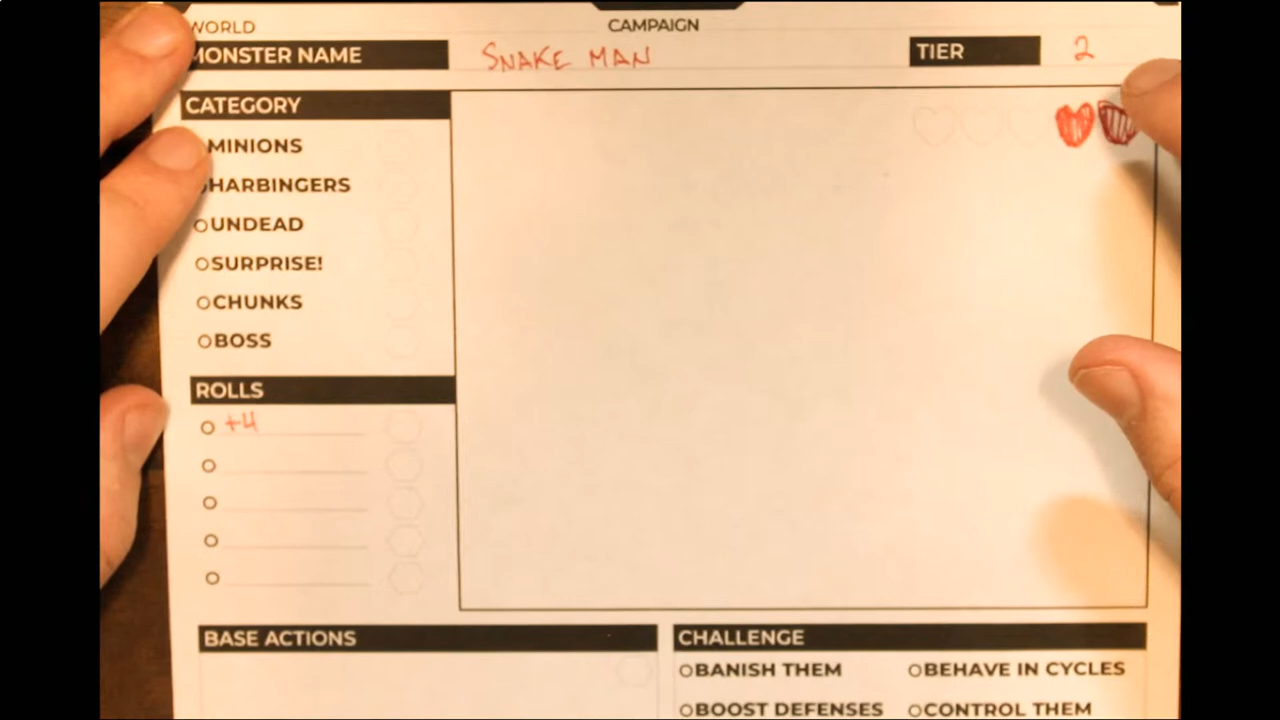 WORLD
CAMPAIGN
MONSTER NAME SNAKE MAN TIER 2
CATEGORY
MINIONS
HARBINGERS
UNDEAD
SURPRISE!
CHUNKS
BOSS
ROLLS
+4
BASE ACTIONS
CHALLENGE
BANISH THEM BEHAVE IN CYCLES
BOOST DEFENSES CONTROL THEM